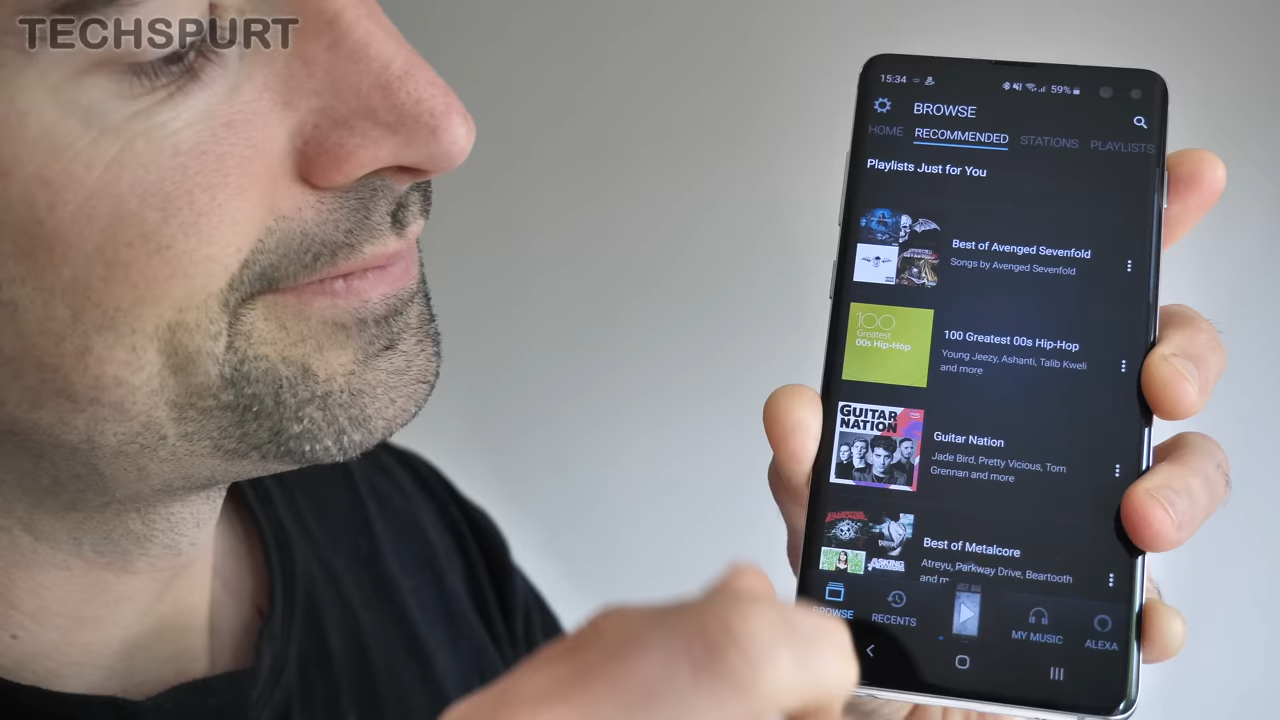 TECHSPURT
15:34
59%
BROWSE
HOME RECOMMENDED STATIONS PLAYLISTS
Playlists Just for You
Best of Avenged Sevenfold
Songs by Avenged Sevenfold
100
Greatest
00s Hip-Hop
100 Greatest 00s Hip-Hop
Young Jeezy, Ashanti, Talib Kweli
and more
GUITAR
NATION
Guitar Nation
Jade Bird, Pretty Vicious, Tom
Grennan and more
ASKING
Best of Metalcore
Atreyu, Parkway Drive, Beartooth
and m
BROWSE RECENTS MY MUSIC ALEXA